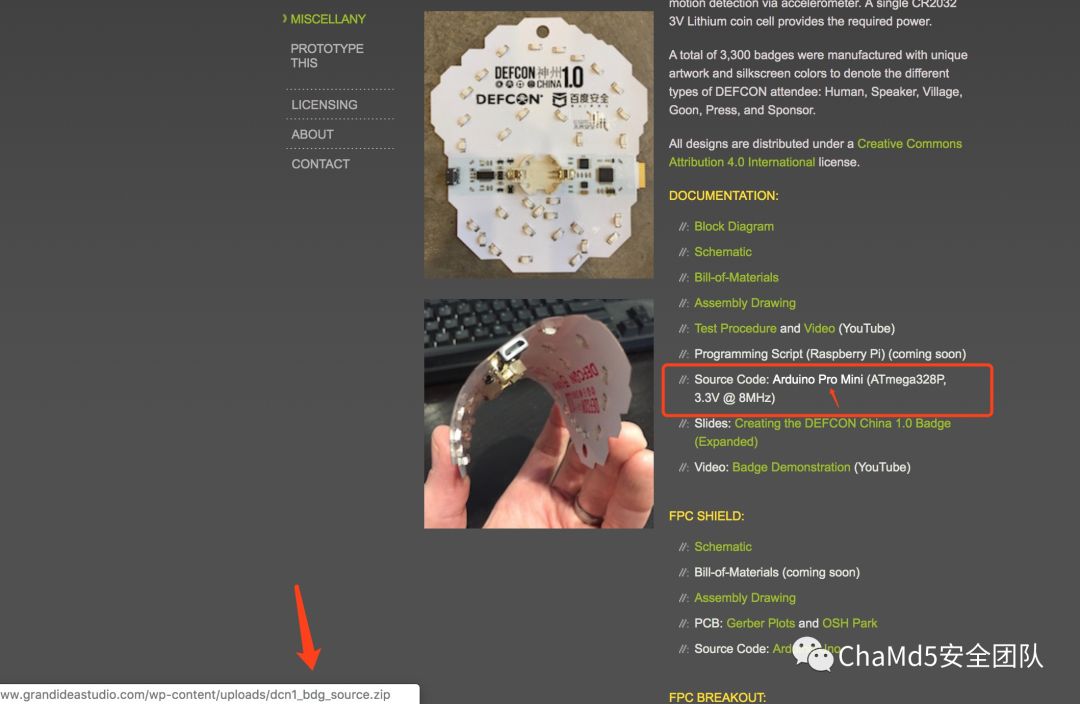 MISCELLANY
PROTOTYPE
THIS
LICENSING
ABOUT
CONTACT
DEFCON 神州 1.0
CHINA
DEFCON 百度安全
DEFCON
motion detection via accelerometer. A single CR2032
3V Lithium coin cell provides the required power.
A total of 3,300 badges were manufactured with unique
artwork and silkscreen colors to denote the different
types of DEFCON attendee: Human, Speaker, Village,
Goon, Press, and Sponsor.
All designs are distributed under a Creative Commons
Attribution 4.0 International license.
DOCUMENTATION:
//: Block Diagram
//: Schematic
//: Bill-of-Materials
//: Assembly Drawing
//: Test Procedure and Video (YouTube)
//: Programming Script (Raspberry Pi) (coming soon)
//: Source Code: Arduino Pro Mini (ATmega328P,
3.3V @ 8MHz)
//: Slides: Creating the DEFCON China 1.0 Badge
(Expanded)
//: Video: Badge Demonstration (YouTube)
FPC SHIELD:
//: Schematic
//: Bill-of-Materials (coming soon)
//: Assembly Drawing
//: PCB: Gerber Plots and OSH Park
//: Source Code:
ChaMd5安全团队
FPC BREAKOUT:
ww.grandideastudio.com/wp-content/uploads/dcn1_bdg_source.zip